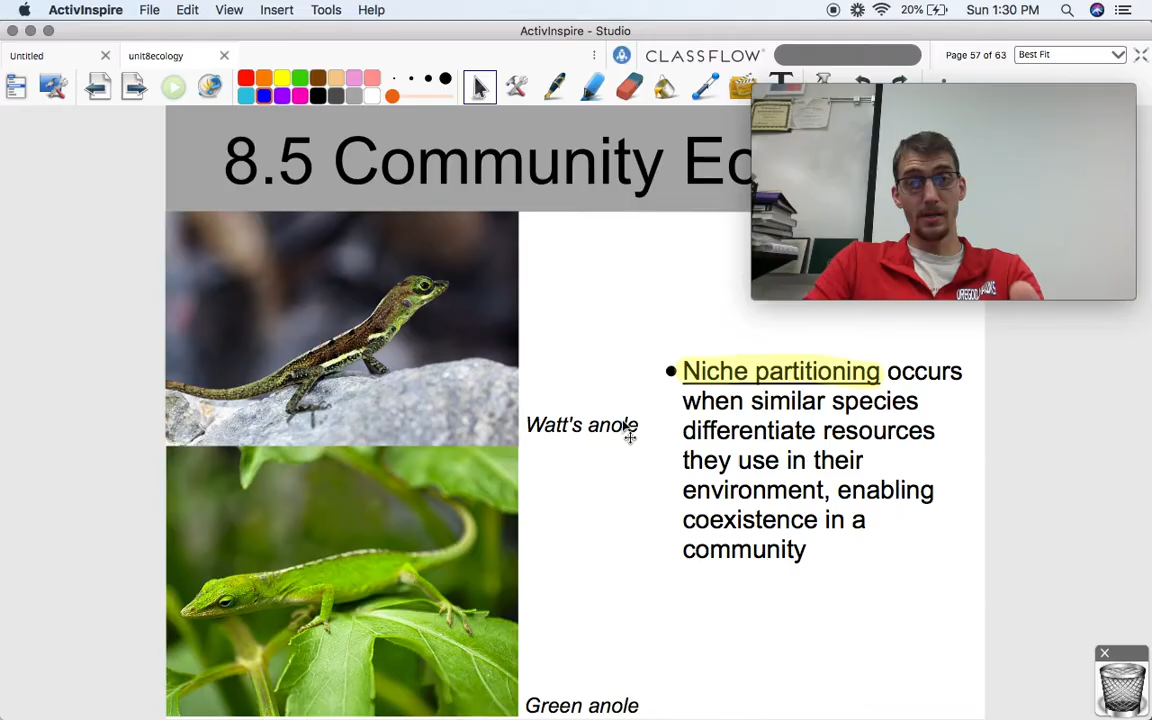 ActivInspire File Edit View Insert Tools Help 20% Sun 1:30 PM
ActivInspire - Studio
Untitled unit8ecology CLASSFLOW Page 57 of 63 Best Fit
8.5 Community Ec
Watt's anole
• Niche partitioning occurs
when similar species
differentiate resources
they use in their
environment, enabling
coexistence in a
community
Green anole